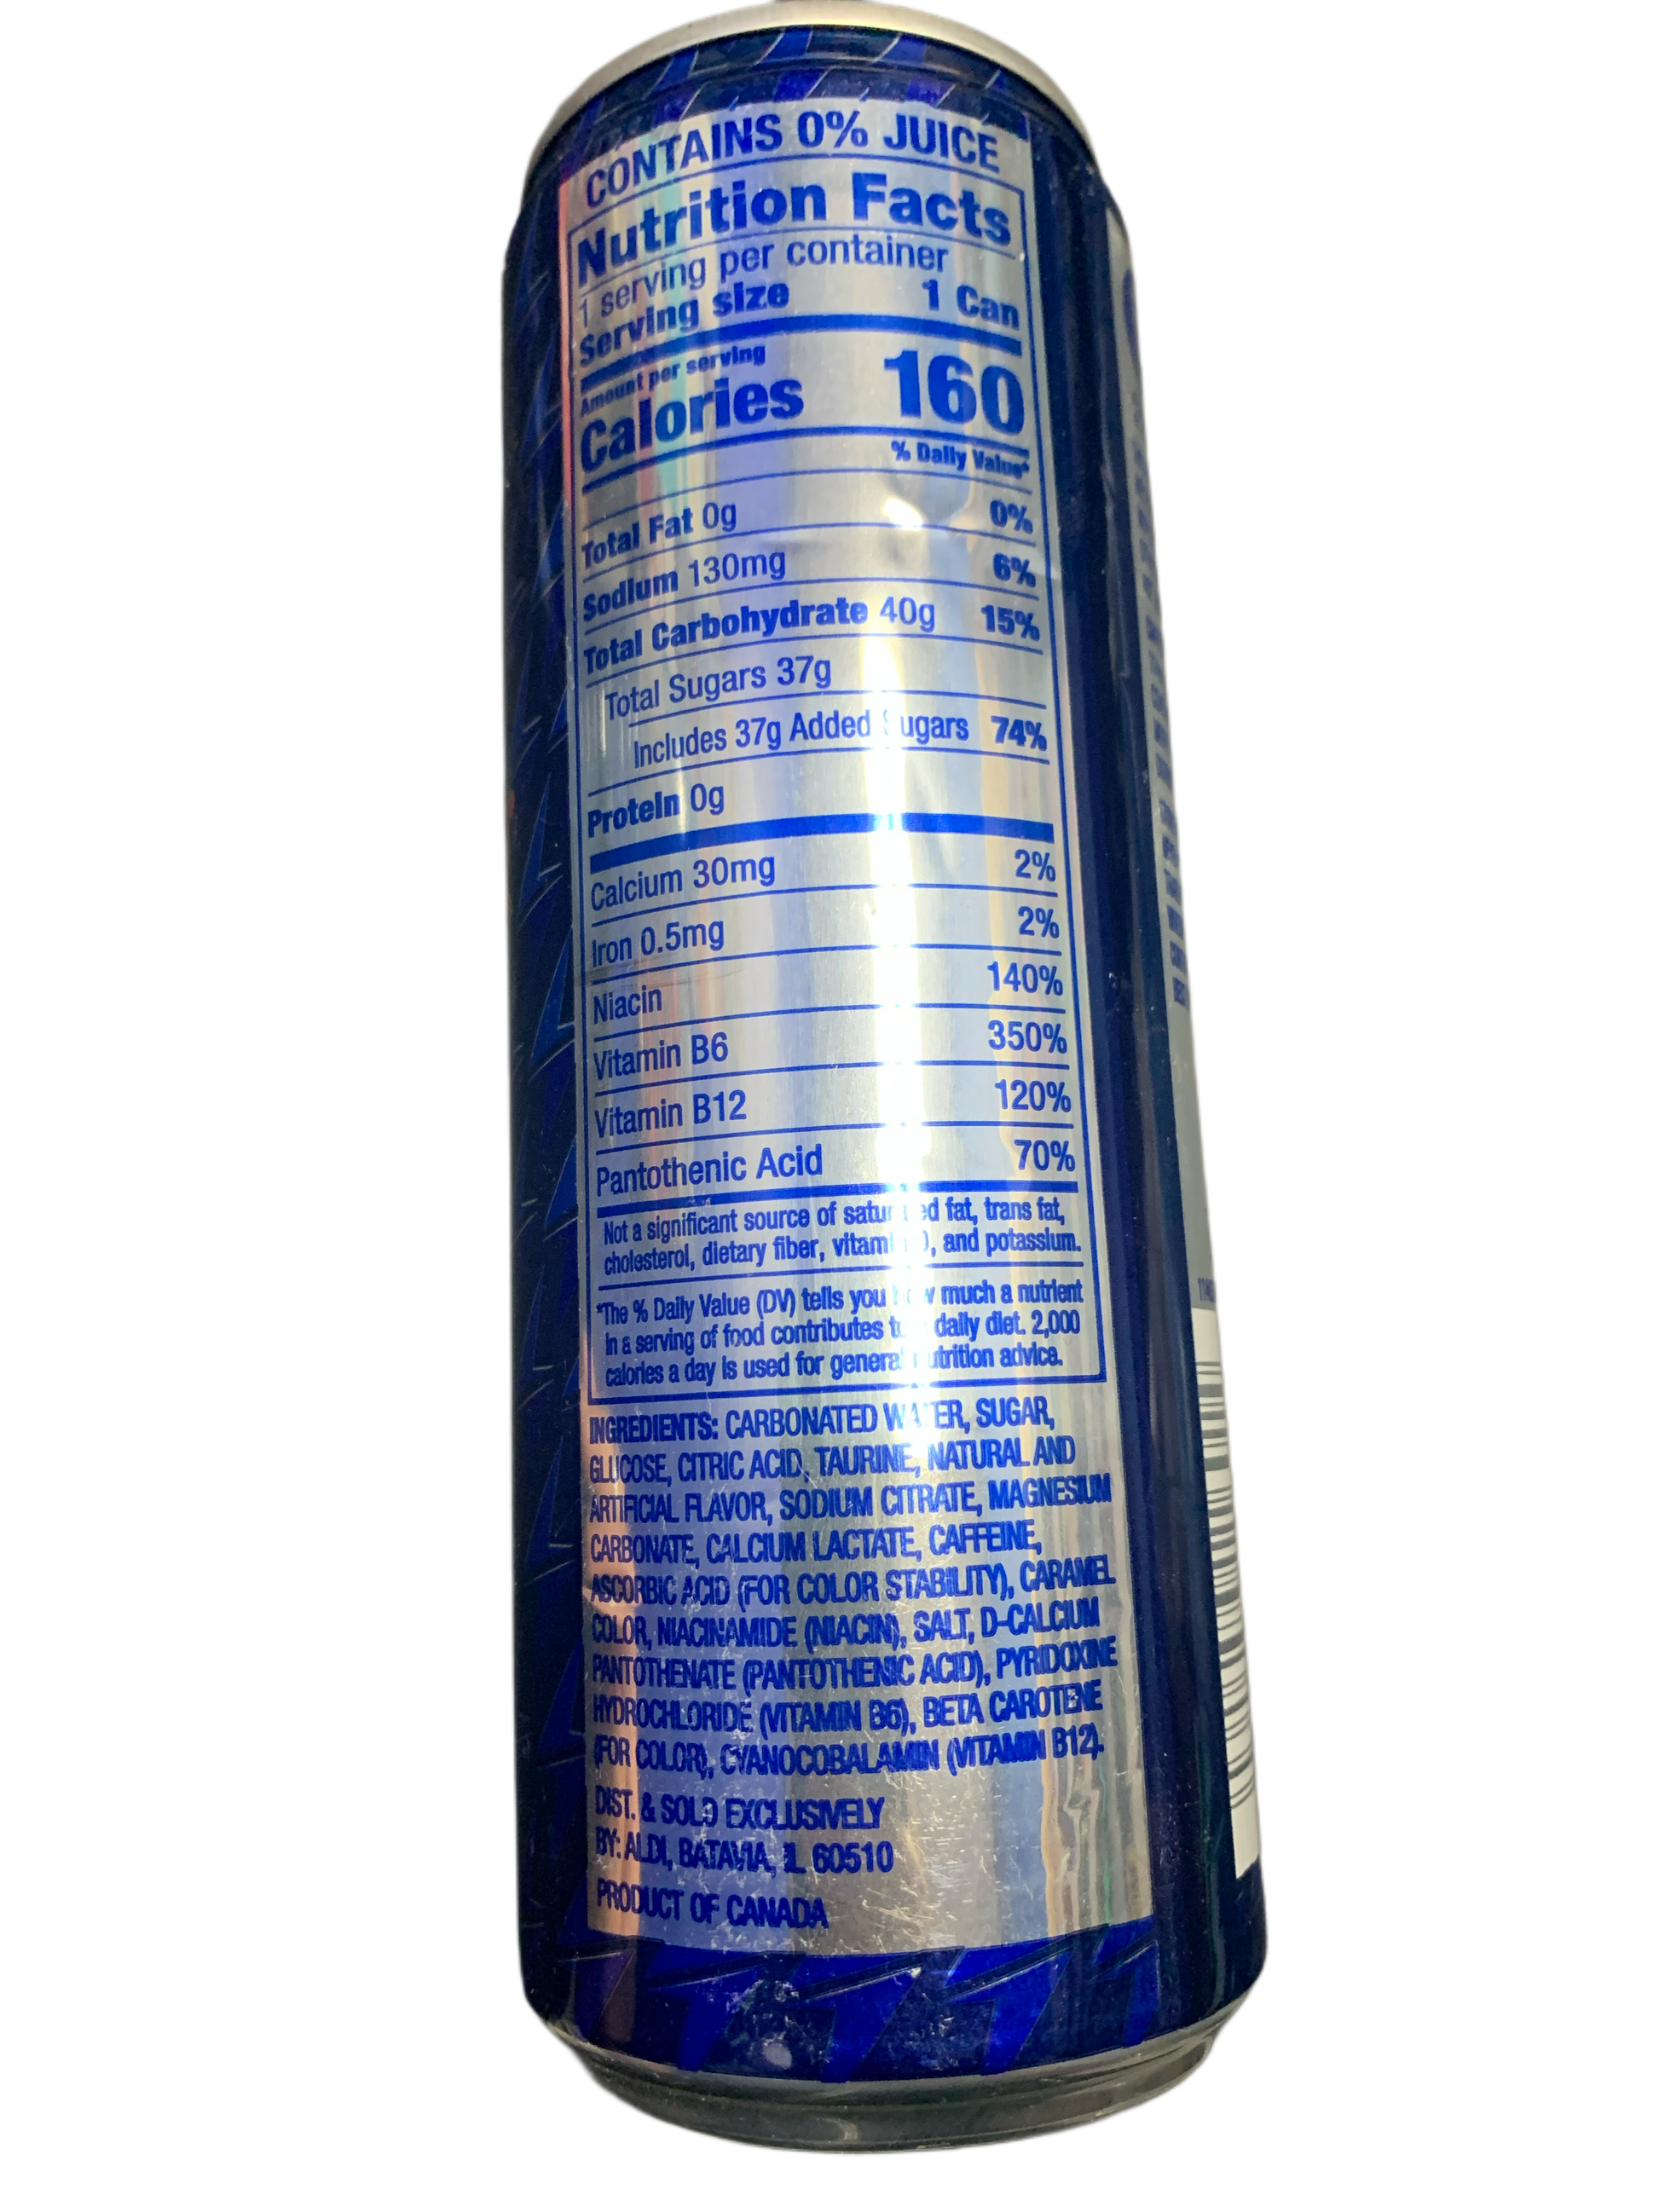 CONTAINS 0% JUICE
Nutrition Facts
1 serving per container
Serving size 1 Can
Amount per serving
Calories 160
% Daily Value*
Total Fat 0g 0%
Sodium 130mg 6%
Total Carbohydrate 40g 15%
Total Sugars 37g
Includes 37g Added Sugars 74%
Protein 0g
Calcium 30mg 2%
Iron 0.5mg 2%
Niacin 140%
Vitamin B6 350%
Vitamin B12 120%
Pantothenic Acid 70%
Not a significant source of saturated fat, trans fat,
cholesterol, dietary fiber, vitamin D, and potassium.
*The % Daily Value (DV) tells you how much a nutrient
in a serving of food contributes to a daily diet. 2,000
calories a day is used for general nutrition advice.
INGREDIENTS: CARBONATED WATER, SUGAR,
GLUCOSE, CITRIC ACID, TAURINE, NATURAL AND
ARTIFICIAL FLAVOR, SODIUM CITRATE, MAGNESIUM
CARBONATE, CALCIUM LACTATE, CAFFEINE,
ASCORBIC ACID (FOR COLOR STABILITY), CARAMEL
COLOR, NIACINAMIDE (NIACIN), SALT, D-CALCIUM
PANTOTHENATE (PANTOTHENIC ACID), PYRIDOXINE
HYDROCHLORIDE (VITAMIN B6), BETA CAROTENE
(FOR COLOR), CYANOCOBALAMIN (VITAMIN B12).
DIST. & SOLD EXCLUSIVELY
BY: ALDI, BATAVIA, IL 60510
PRODUCT OF CANADA